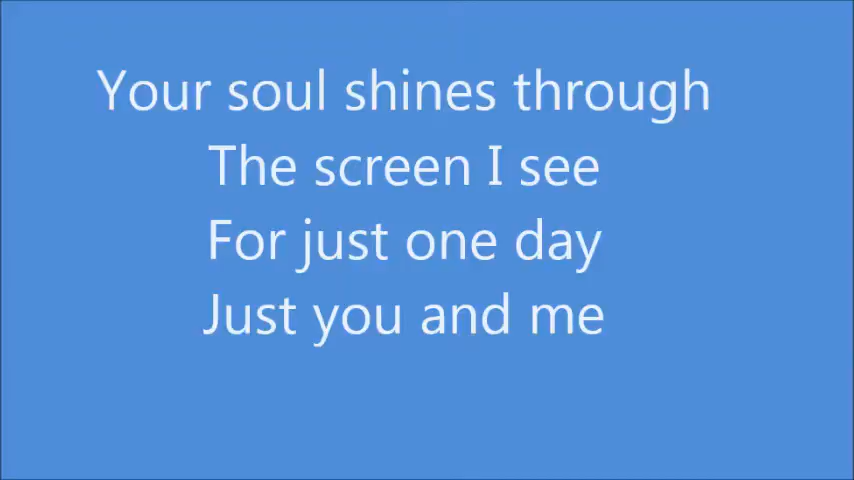 Your soul shines through
The screen I see
For just one day
Just you and me